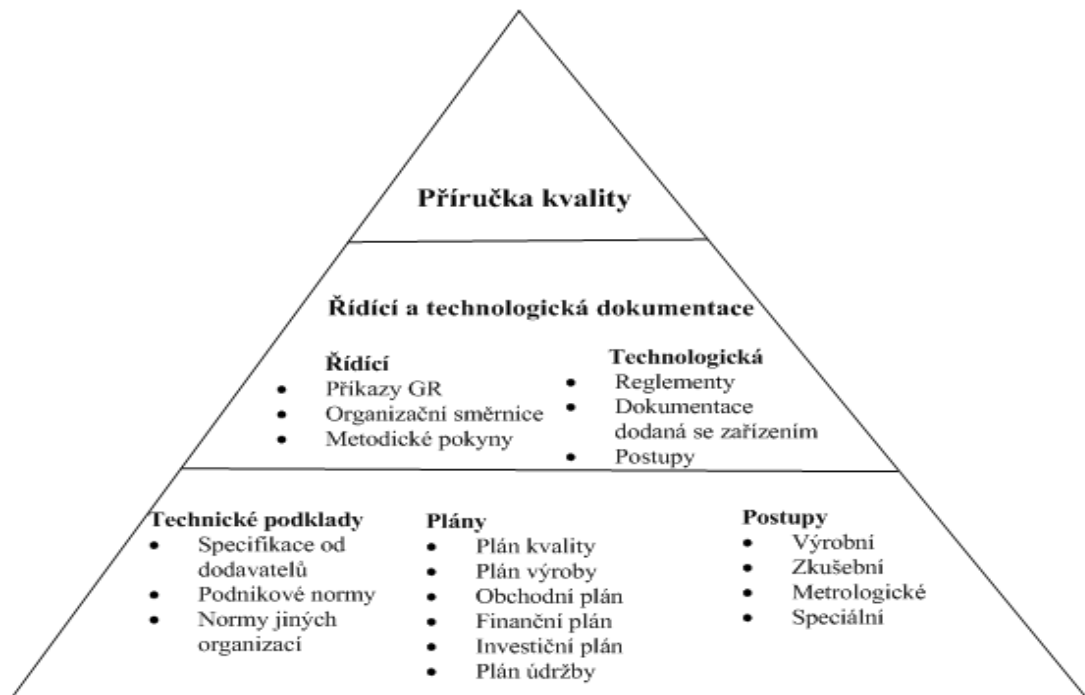 Příručka kvality
Řídící a technologická dokumentace
Řídící
• Příkazy GR
• Organizační směrnice
• Metodické pokyny
Technologická
• Reglementy
• Dokumentace
dodaná se zařízením
• Postupy
Technické podklady
• Specifikace od
dodavatelů
• Podnikové normy
• Normy jiných
organizací
Plány
• Plán kvality
• Plán výroby
• Obchodní plán
• Finanční plán
• Investiční plán
• Plán údržby
Postupy
• Výrobní
• Zkušební
• Metrologické
• Speciální